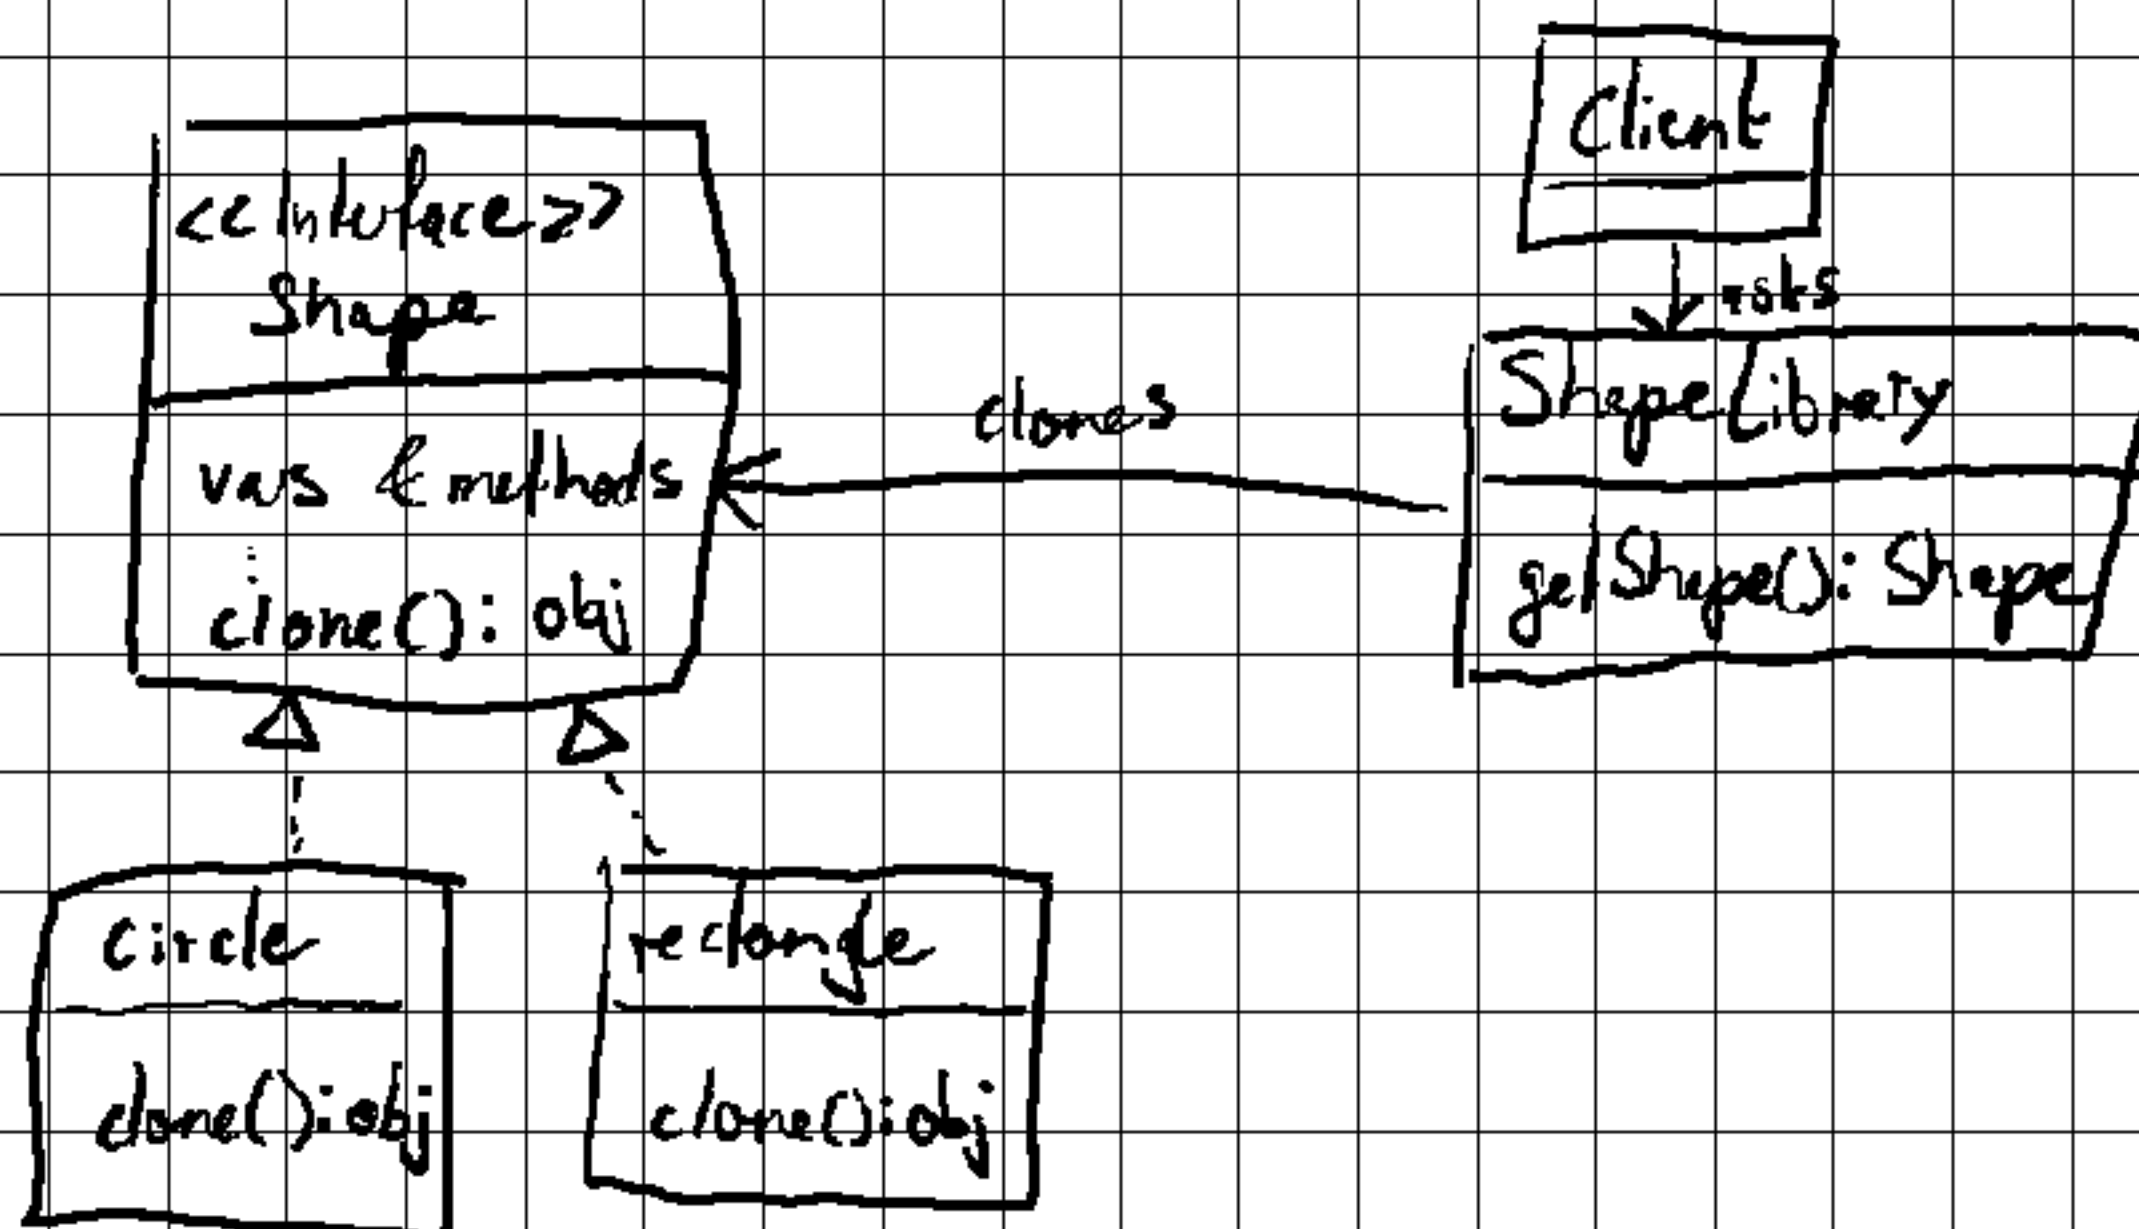 <<Interface>>
Shape
vars & methods
:
clone(): obj
clones
Client
asks
ShapeLibrary
getShape(): Shape
circle
clone(): obj
rectangle
clone(): obj